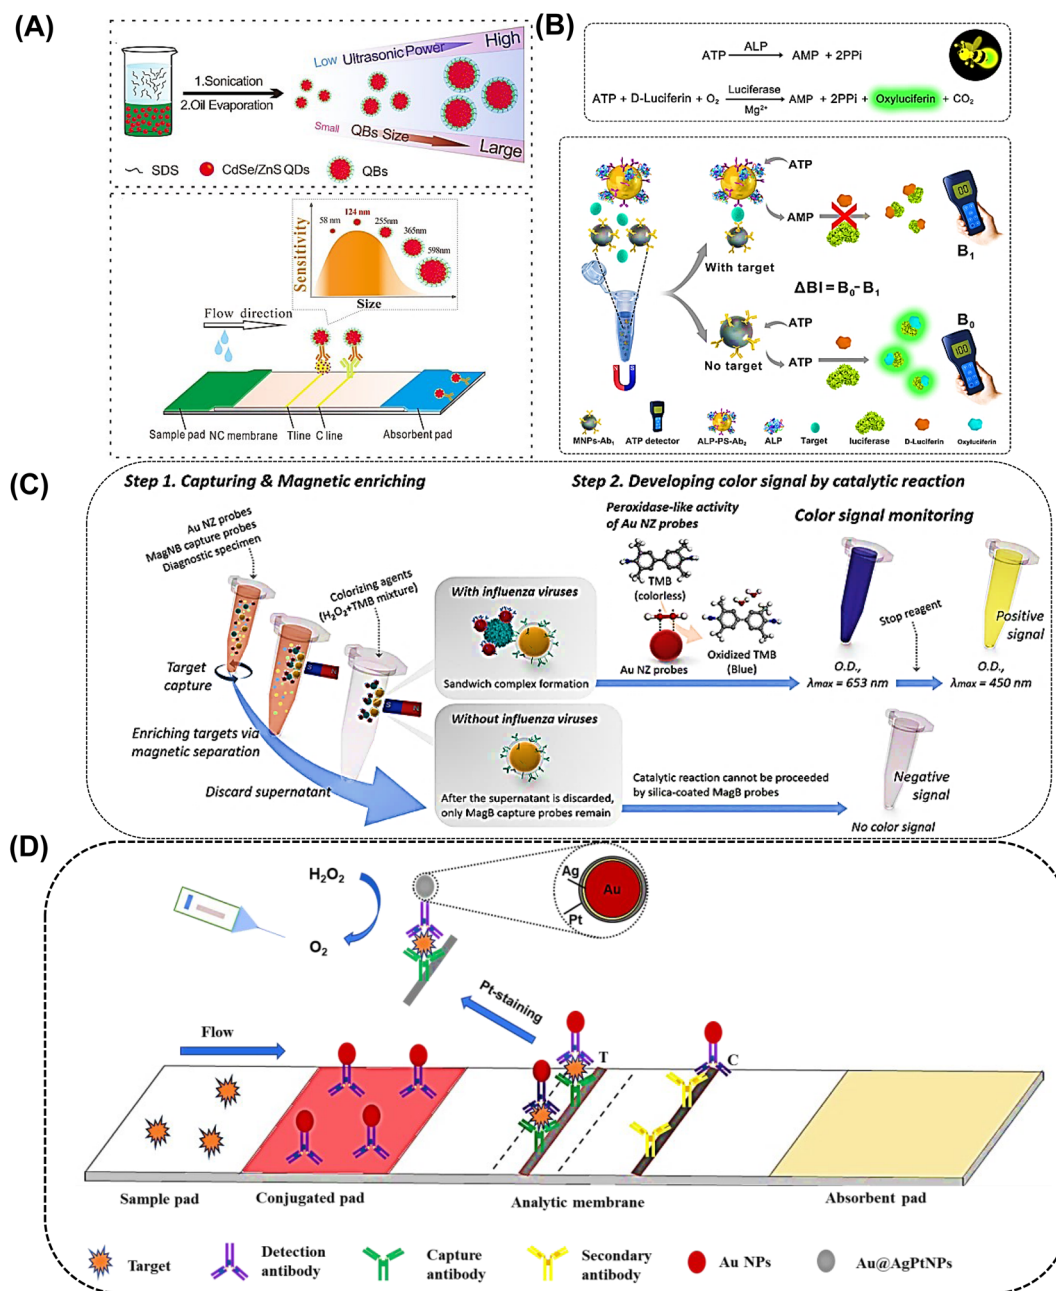 (A)
Low Ultrasonic Power High
1.Sonication
2.Oil Evaporation
Small QBs Size Large
SDS CdSe/ZnS QDs QBs
Sensitivity
58 nm 124 nm 255nm 365nm 598nm
Size
Flow direction
Sample pad NC membrane Tline C line Absorbent pad
(B)
ATP ALP AMP + 2PPi
ATP + D-Luciferin + O₂ Luciferase Mg²⁺ AMP + 2PPi + Oxyluciferin + CO₂
ATP
AMP
00
B₁
With target
ΔBI = B₀- B₁
ATP
ATP
100
B₀
No target
MNPs-Ab₁ ATP detector ALP-PS-Ab₂ ALP Target luciferase D-Luciferin Oxyluciferin
(C)
Step 1. Capturing & Magnetic enriching
Au NZ probes
MagNB capture probes
Diagnostic specimen
Colorizing agents
(H₂O₂+TMB mixture)
Target
capture
Enriching targets via
magnetic separation
Discard supernatant
With influenza viruses
Sandwich complex formation
Without influenza viruses
After the supernatant is discarded,
only MagB capture probes remain
Step 2. Developing color signal by catalytic reaction
Peroxidase-like activity
of Au NZ probes
TMB
(colorless)
Au NZ probes
Oxidized TMB
(Blue)
Color signal monitoring
Stop reagent
Positive
signal
O.D.,
λmax = 653 nm
O.D.,
λmax = 450 nm
Catalytic reaction cannot be proceeded
by silica-coated MagB probes
Negative
signal
No color signal
(D)
H₂O₂
O₂
Ag
Au
Pt
Pt-staining
Flow
T
C
Sample pad Conjugated pad Analytic membrane Absorbent pad
Target
Detection
antibody
Capture
antibody
Secondary
antibody
Au NPs
Au@AgPtNPs